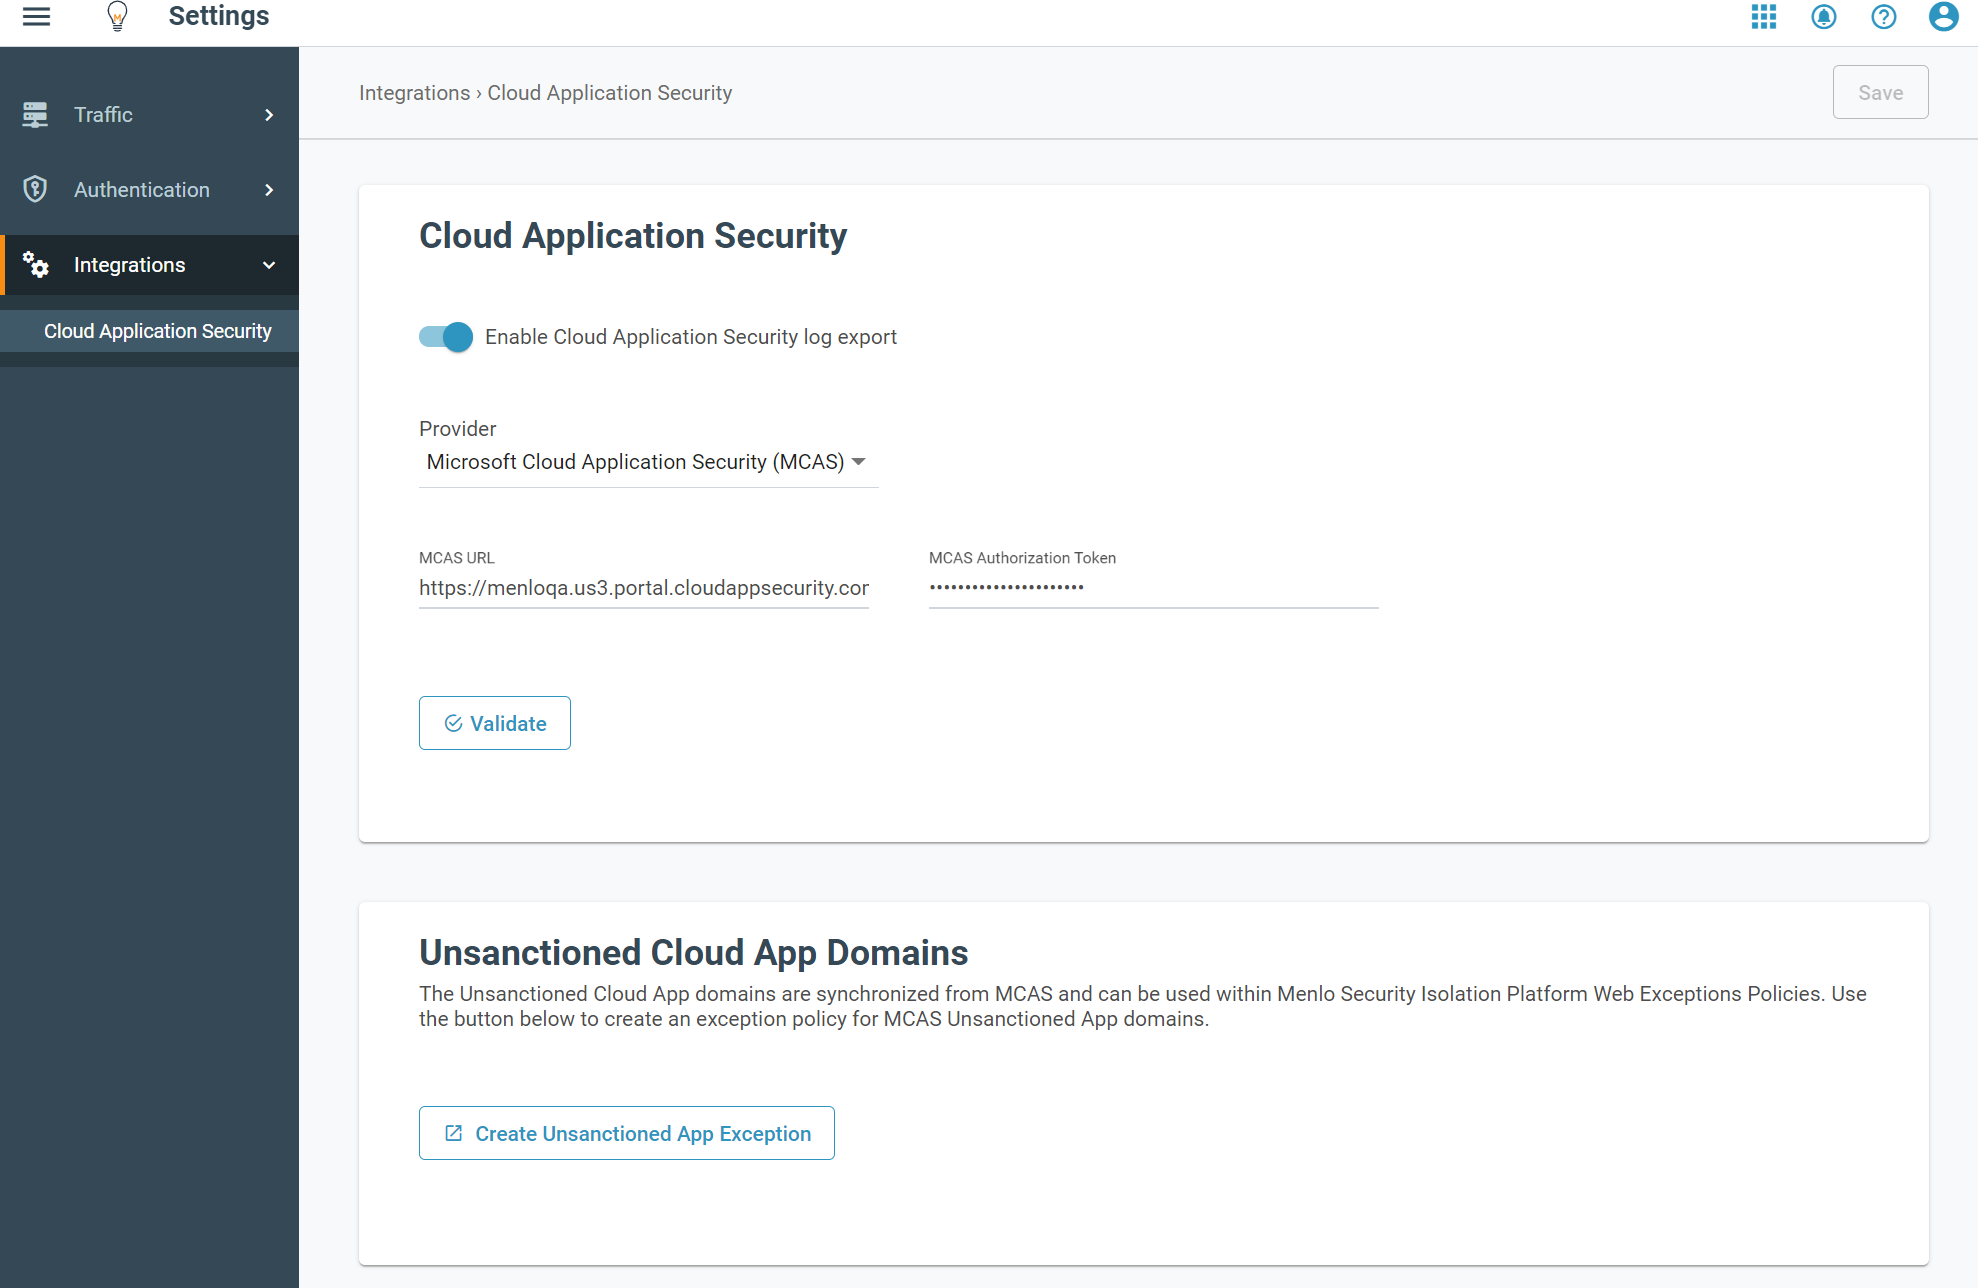 Settings
Traffic
Authentication
Integrations
Cloud Application Security
Integrations › Cloud Application Security
Save
Cloud Application Security
Enable Cloud Application Security log export
Provider
Microsoft Cloud Application Security (MCAS)
MCAS URL
https://menloqa.us3.portal.cloudappsecurity.cor
MCAS Authorization Token
••••••••••••••••••••••
Validate
Unsanctioned Cloud App Domains
The Unsanctioned Cloud App domains are synchronized from MCAS and can be used within Menlo Security Isolation Platform Web Exceptions Policies. Use
the button below to create an exception policy for MCAS Unsanctioned App domains.
Create Unsanctioned App Exception